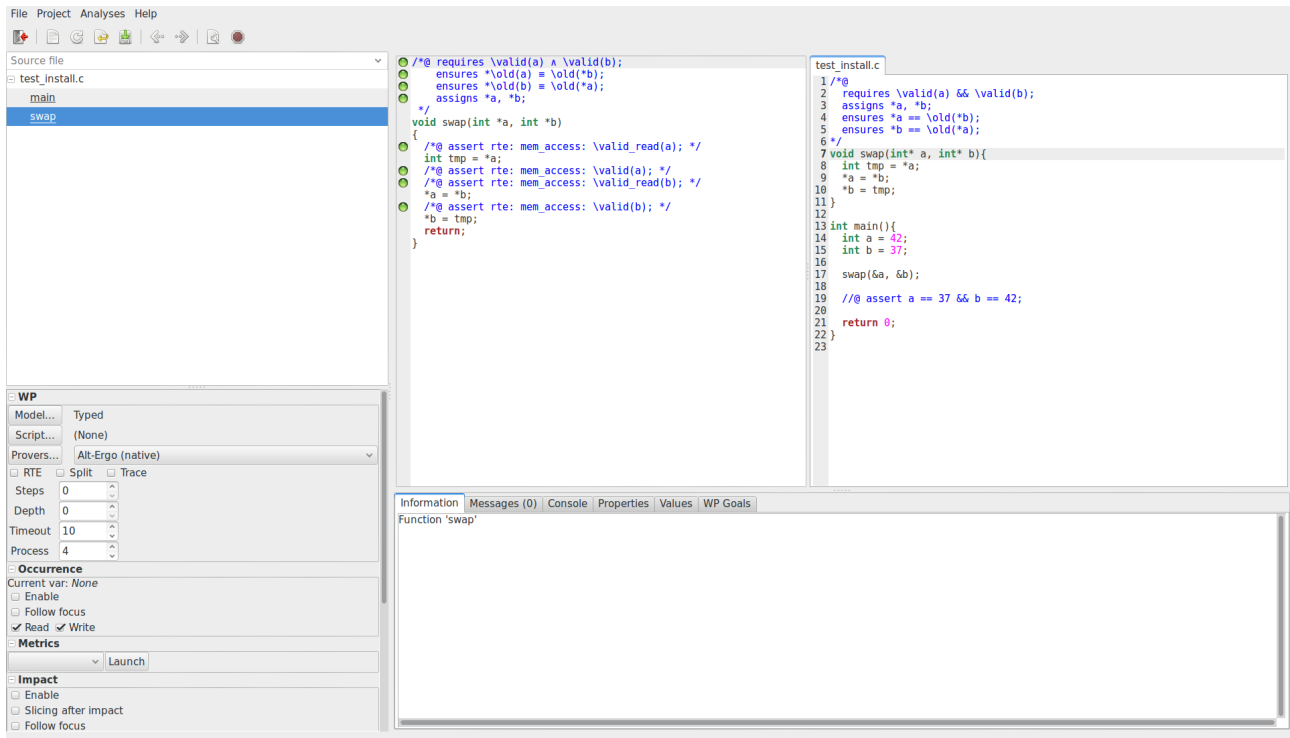 File Project Analyses Help
Source file
test_install.c
main
swap
WP
Model... Typed
Script... (None)
Provers... Alt-Ergo (native)
RTE Split Trace
Steps 0
Depth 0
Timeout 10
Process 4
Occurrence
Current var: None
Enable
Follow focus
Read Write
Metrics
Launch
Impact
Enable
Slicing after impact
Follow focus
/*@ requires \valid(a) ∧ \valid(b);
ensures *\old(a) ≡ \old(*b);
ensures *\old(b) ≡ \old(*a);
assigns *a, *b;
*/
void swap(int *a, int *b)
{
/*@ assert rte: mem_access: \valid_read(a); */
int tmp = *a;
/*@ assert rte: mem_access: \valid(a); */
/*@ assert rte: mem_access: \valid_read(b); */
*a = *b;
/*@ assert rte: mem_access: \valid(b); */
*b = tmp;
return;
}
test_install.c
1 /*@
2 requires \valid(a) && \valid(b);
3 assigns *a, *b;
4 ensures *a == \old(*b);
5 ensures *b == \old(*a);
6 */
7 void swap(int* a, int* b){
8 int tmp = *a;
9 *a = *b;
10 *b = tmp;
11 }
12
13 int main(){
14 int a = 42;
15 int b = 37;
16
17 swap(&a, &b);
18
19 //@ assert a == 37 && b == 42;
20
21 return 0;
22 }
23
Information Messages (0) Console Properties Values WP Goals
Function 'swap'